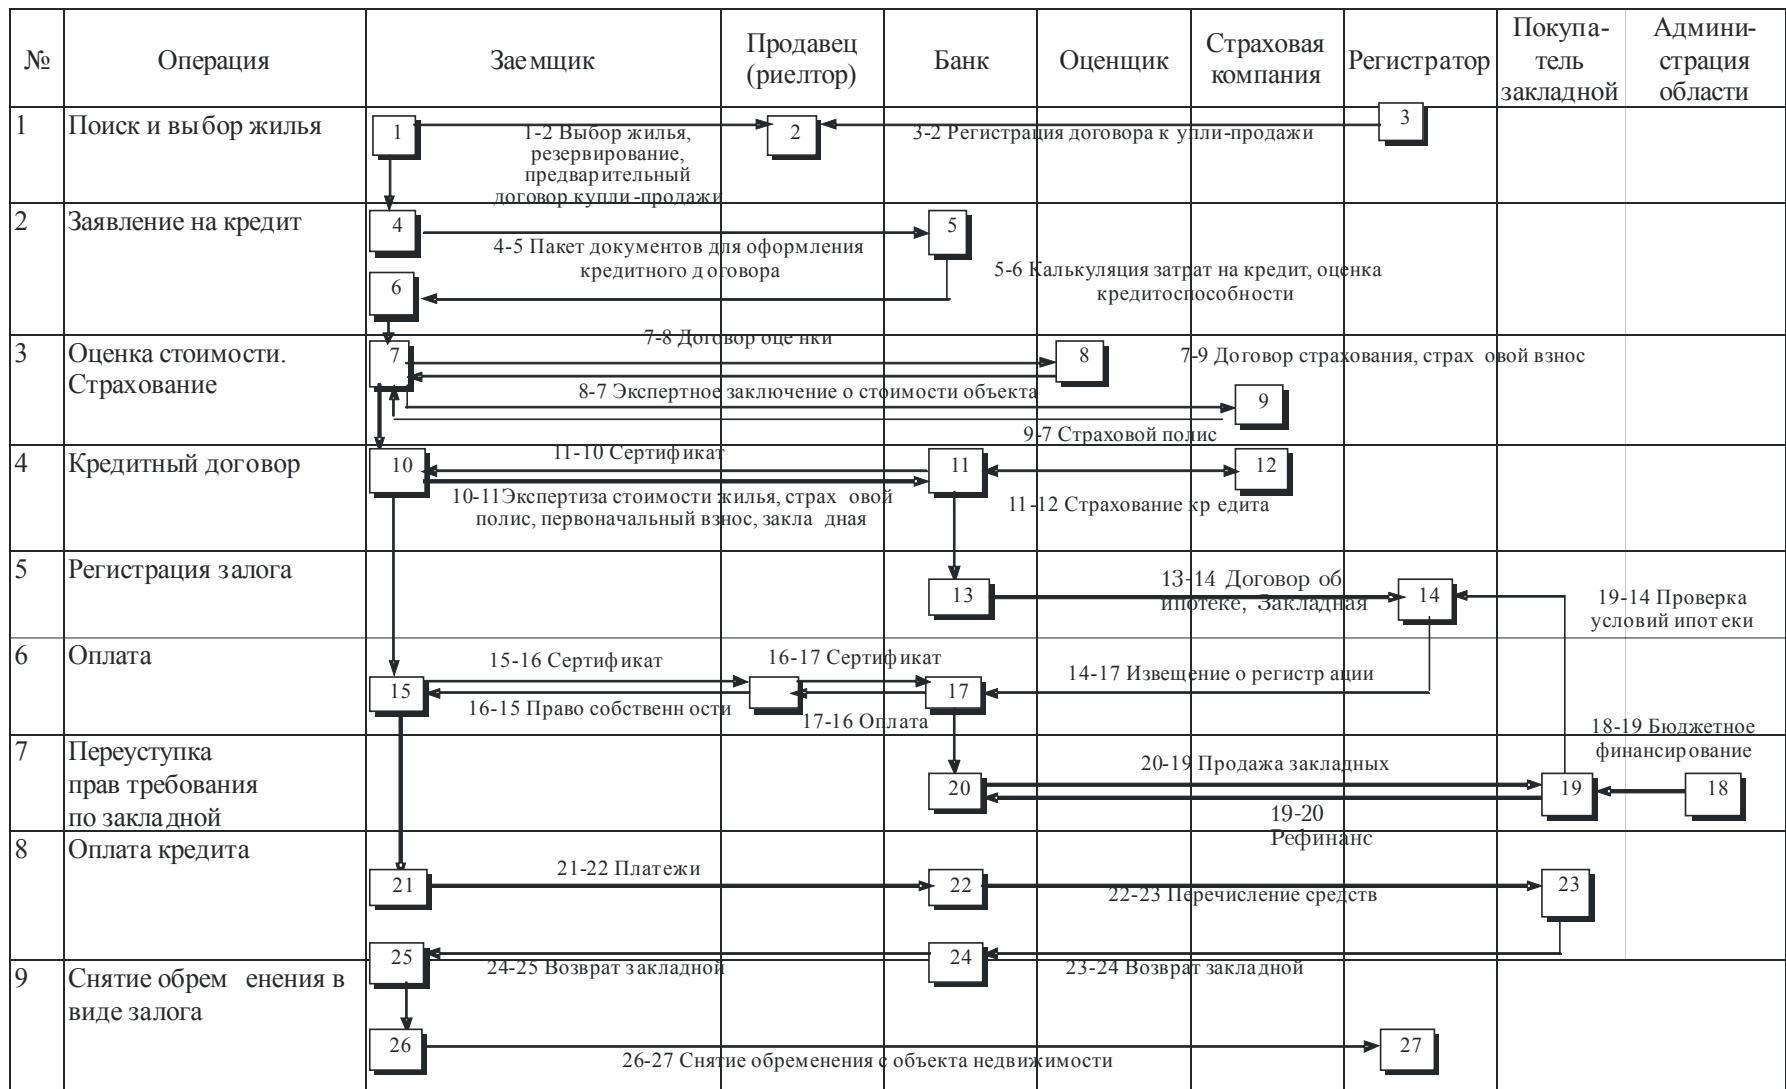 №
Операция
Заемщик
Продавец
(риелтор)
Банк
Оценщик
Страховая
компания
Регистратор
Покупа-
тель
закладной
Админи-
страция
области
1
Поиск и выбор жилья
1
1-2 Выбор жилья,
резервирование,
предварительный
договор купли-продажи
2
3-2 Регистрация договора купли-продажи
3
2
Заявление на кредит
4
4-5 Пакет документов для оформления
кредитного договора
5
5-6 Калькуляция затрат на кредит, оценка
кредитоспособности
6
3
Оценка стоимости.
Страхование
7
7-8 Договор оценки
8
7-9 Договор страхования, страховой взнос
8-7 Экспертное заключение о стоимости объекта
9
9-7 Страховой полис
4
Кредитный договор
10
11-10 Сертификат
11
12
10-11Экспертиза стоимости жилья, страховой
полис, первоначальный взнос, закладная
11-12 Страхование кредита
5
Регистрация залога
13
13-14 Договор об
ипотеке, Закладная
14
19-14 Проверка
условий ипотеки
6
Оплата
15
15-16 Сертификат
16-17 Сертификат
17
14-17 Извещение о регистрации
16-15 Право собственности
17-16 Оплата
18-19 Бюджетное
финансирование
7
Переуступка
прав требования
по закладной
20
20-19 Продажа закладных
19
18
19-20
Рефинанс
8
Оплата кредита
21
21-22 Платежи
22
22-23 Перечисление средств
23
25
24-25 Возврат закладной
24
23-24 Возврат закладной
9
Снятие обременения в
виде залога
26
26-27 Снятие обременения с объекта недвижимости
27